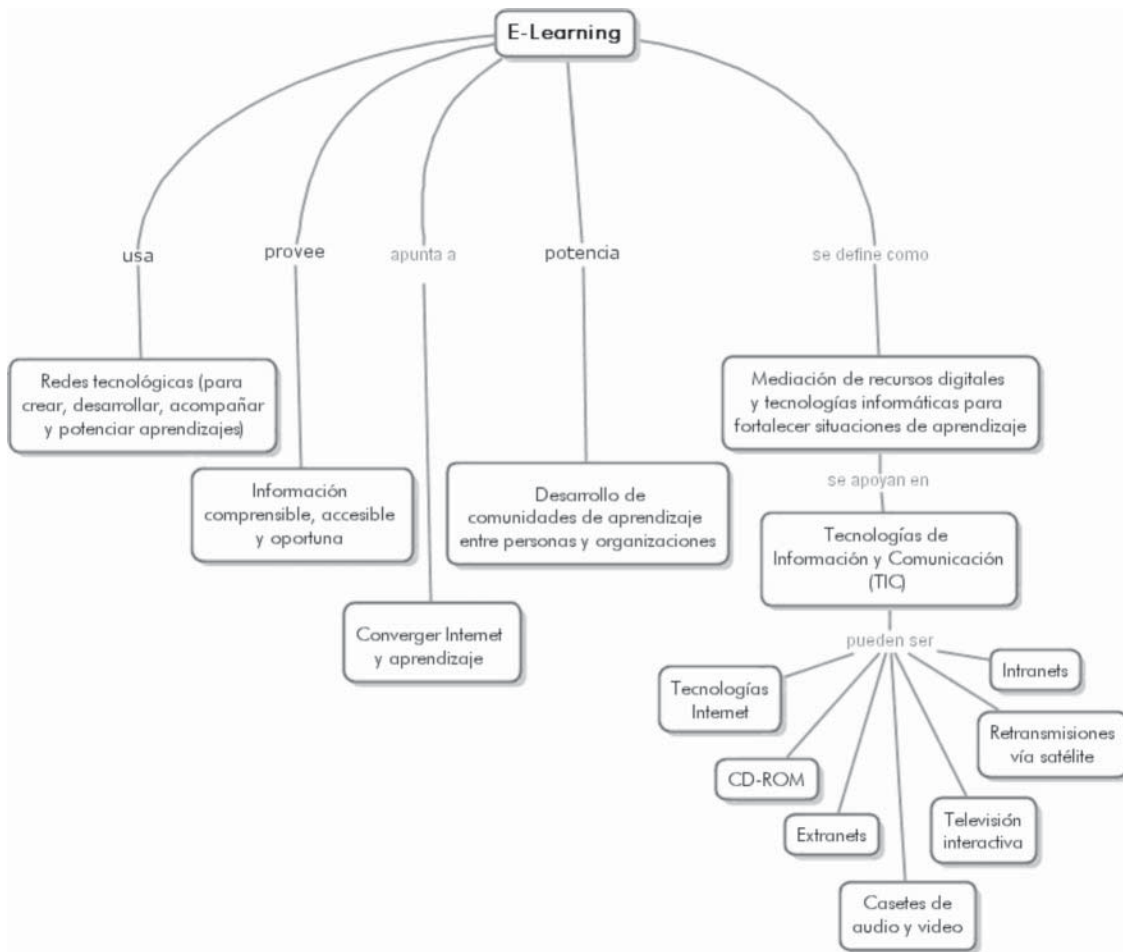 E-Learning
usa
provee
apunta a
potencia
se define como
Redes tecnológicas (para
crear, desarrollar, acompañar
y potenciar aprendizajes)
Información
comprensible, accesible
y oportuna
Converger Internet
y aprendizaje
Desarrollo de
comunidades de aprendizaje
entre personas y organizaciones
Mediación de recursos digitales
y tecnologías informáticas para
fortalecer situaciones de aprendizaje
se apoyan en
Tecnologías de
Información y Comunicación
(TIC)
pueden ser
Tecnologías
Internet
CD-ROM
Extranets
Casetes de
audio y video
Televisión
interactiva
Retransmisiones
vía satélite
Intranets